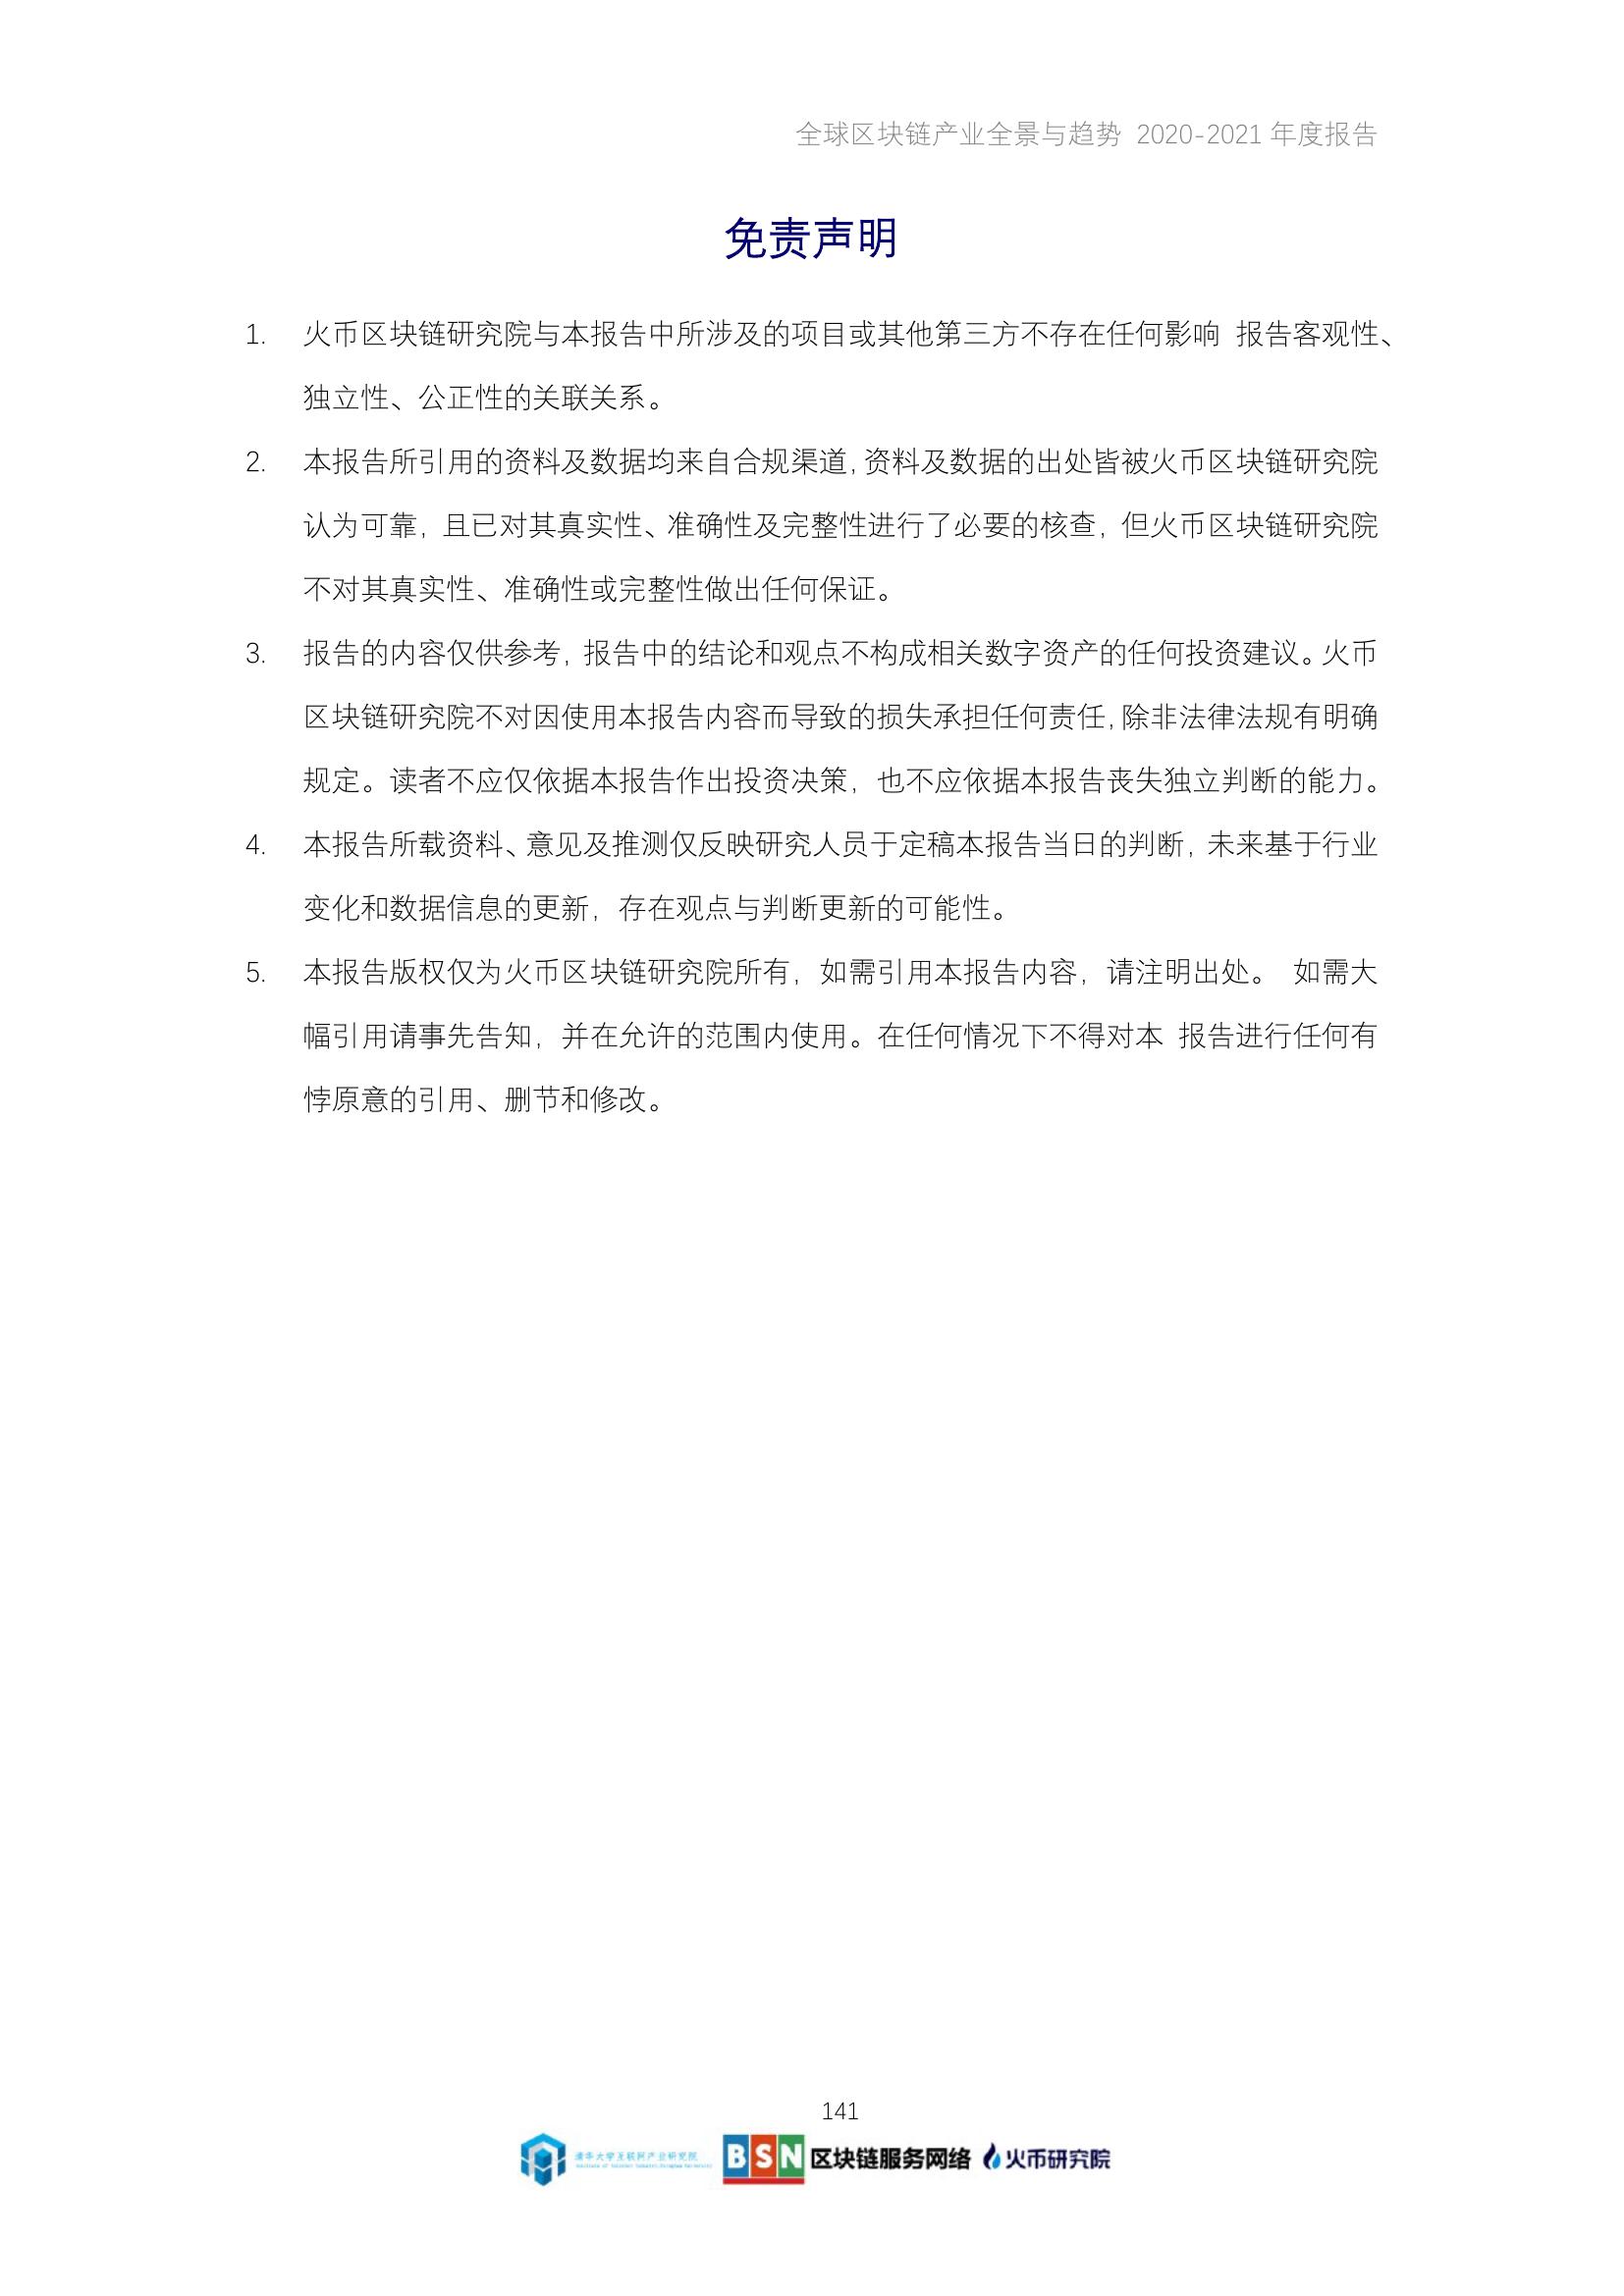 全球区块链产业全景与趋势 2020-2021 年度报告
免责声明
1. 火币区块链研究院与本报告中所涉及的项目或其他第三方不存在任何影响 报告客观性、
独立性、公正性的关联关系。
2. 本报告所引用的资料及数据均来自合规渠道,资料及数据的出处皆被火币区块链研究院
认为可靠，且已对其真实性、准确性及完整性进行了必要的核查，但火币区块链研究院
不对其真实性、准确性或完整性做出任何保证。
3. 报告的内容仅供参考，报告中的结论和观点不构成相关数字资产的任何投资建议。火币
区块链研究院不对因使用本报告内容而导致的损失承担任何责任,除非法律法规有明确
规定。读者不应仅依据本报告作出投资决策，也不应依据本报告丧失独立判断的能力。
4. 本报告所载资料、意见及推测仅反映研究人员于定稿本报告当日的判断，未来基于行业
变化和数据信息的更新，存在观点与判断更新的可能性。
5. 本报告版权仅为火币区块链研究院所有，如需引用本报告内容，请注明出处。 如需大
幅引用请事先告知，并在允许的范围内使用。在任何情况下不得对本 报告进行任何有
悖原意的引用、删节和修改。
141
清华大学互联网产业研究院
BSN 区块链服务网络 火币研究院